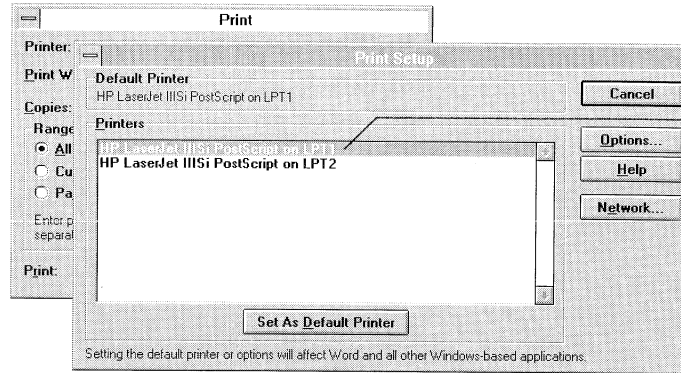 Print
Printer:
Print W
Copies:
Range
All
Cu
Pa
Enter p
separat
Print:
Print Setup
Default Printer
HP LaserJet IIISi PostScript on LPT1
Printers
HP LaserJet IIISi PostScript on LPT1
HP LaserJet IIISi PostScript on LPT2
Set As Default Printer
Setting the default printer or options will affect Word and all other Windows-based applications.
Cancel
Options...
Help
Network...